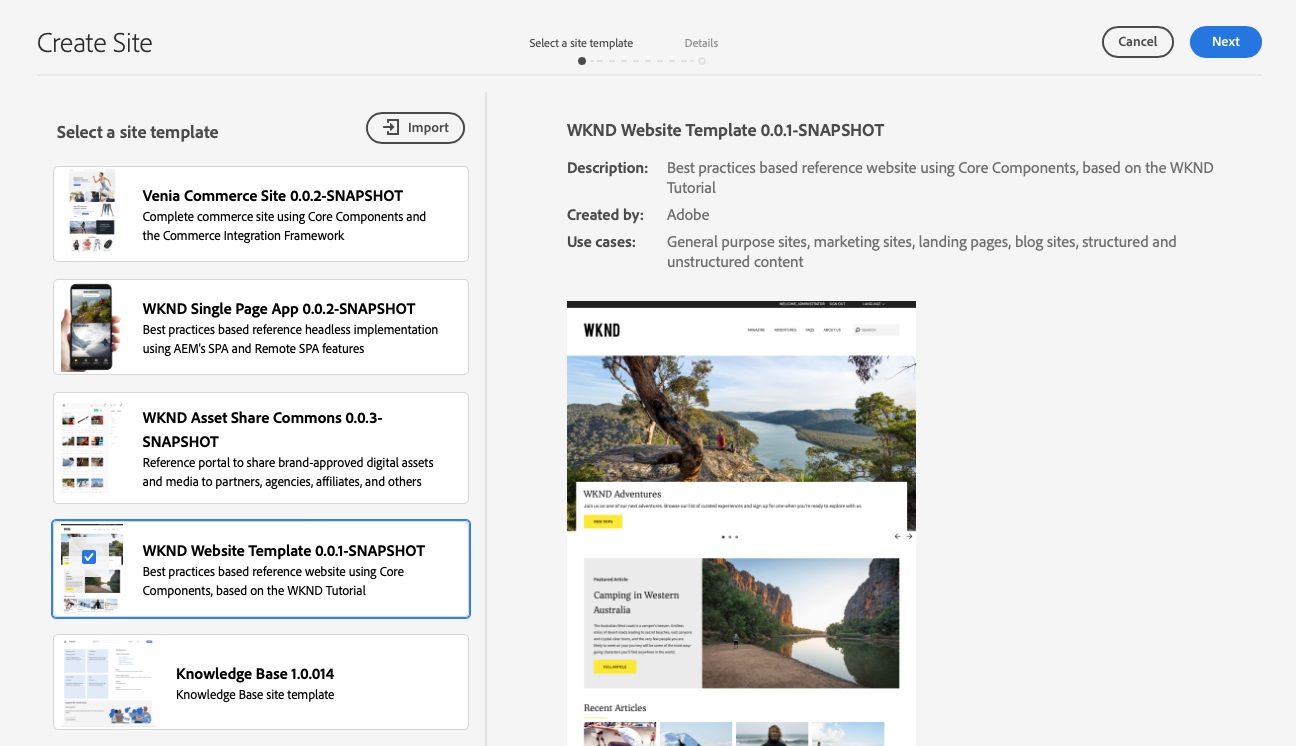 Create Site
Select a site template
Details
Cancel
Next
Select a site template
Import
Venia Commerce Site 0.0.2-SNAPSHOT
Complete commerce site using Core Components and
the Commerce Integration Framework
WKND Single Page App 0.0.2-SNAPSHOT
Best practices based reference headless implementation
using AEM's SPA and Remote SPA features
WKND Asset Share Commons 0.0.3-
SNAPSHOT
Reference portal to share brand-approved digital assets
and media to partners, agencies, affiliates, and others
WKND Website Template 0.0.1-SNAPSHOT
Best practices based reference website using Core
Components, based on the WKND Tutorial
Knowledge Base 1.0.014
Knowledge Base site template
WKND Website Template 0.0.1-SNAPSHOT
Description: Best practices based reference website using Core Components, based on the WKND
Tutorial
Created by: Adobe
Use cases: General purpose sites, marketing sites, landing pages, blog sites, structured and
unstructured content
WELCOME, ADMINISTRATOR SIGN OUT LANGUAGE
WKND
MAGAZINE ADVENTURES FAQS ABOUT US SEARCH
WKND Adventures
Join us on one of our next adventures. Browse our list of curated experiences and sign up for one when you're ready to explore with us.
VIEW TRIPS
Featured Article
Camping in Western
Australia
FULL ARTICLE
Recent Articles